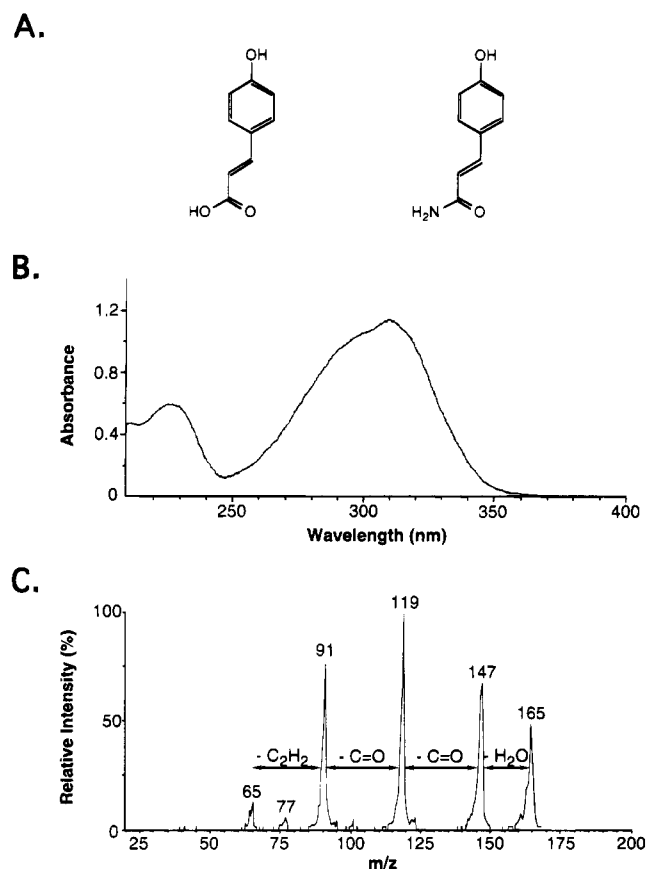 A.
OH OH
HO O H₂N O
B.
1.2
0.8
0.4
0
Absorbance
250 300 350 400
Wavelength (nm)
C.
100
50
0
Relative Intensity (%)
119
91
147
165
- C₂H₂ - C=O - C=O - H₂O
65
77
25 50 75 100 125 150 175 200
m/z